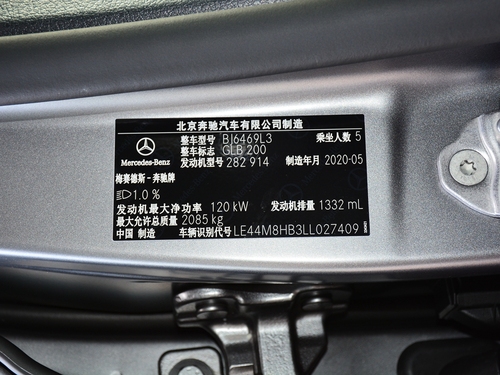 北京奔驰汽车有限公司制造
整车型号 BJ6469L3 乘坐人数 5
整车标志 GLB 200
发动机型号 282 914 制造年月 2020-05
Mercedes-Benz
梅赛德斯-奔驰牌
1.0 %
发动机最大净功率 120 kW 发动机排量 1332 mL
最大允许总质量 2085 kg
中国 制造 车辆识别代号 LE44M8HB3LL027409